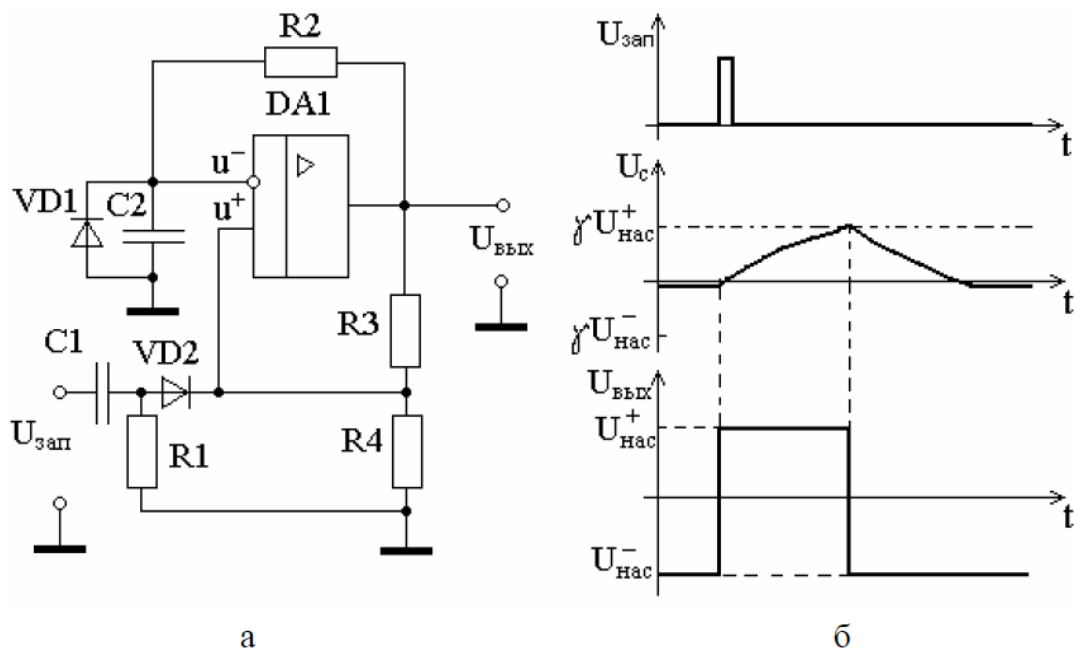 R2
DA1
u⁻
u⁺
VD1
C2
Uвых
R3
C1
VD2
Uзап
R1
R4
а
Uзап
t
Uc
γU⁺нас
t
γU⁻нас
Uвых
U⁺нас
t
U⁻нас
б